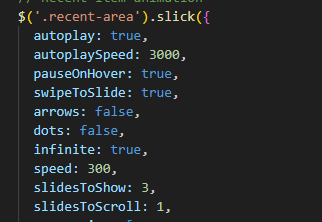 // Recent item animation
$('.recent-area').slick({
autoplay: true,
autoplaySpeed: 3000,
pauseOnHover: true,
swipeToSlide: true,
arrows: false,
dots: false,
infinite: true,
speed: 300,
slidesToShow: 3,
slidesToScroll: 1,